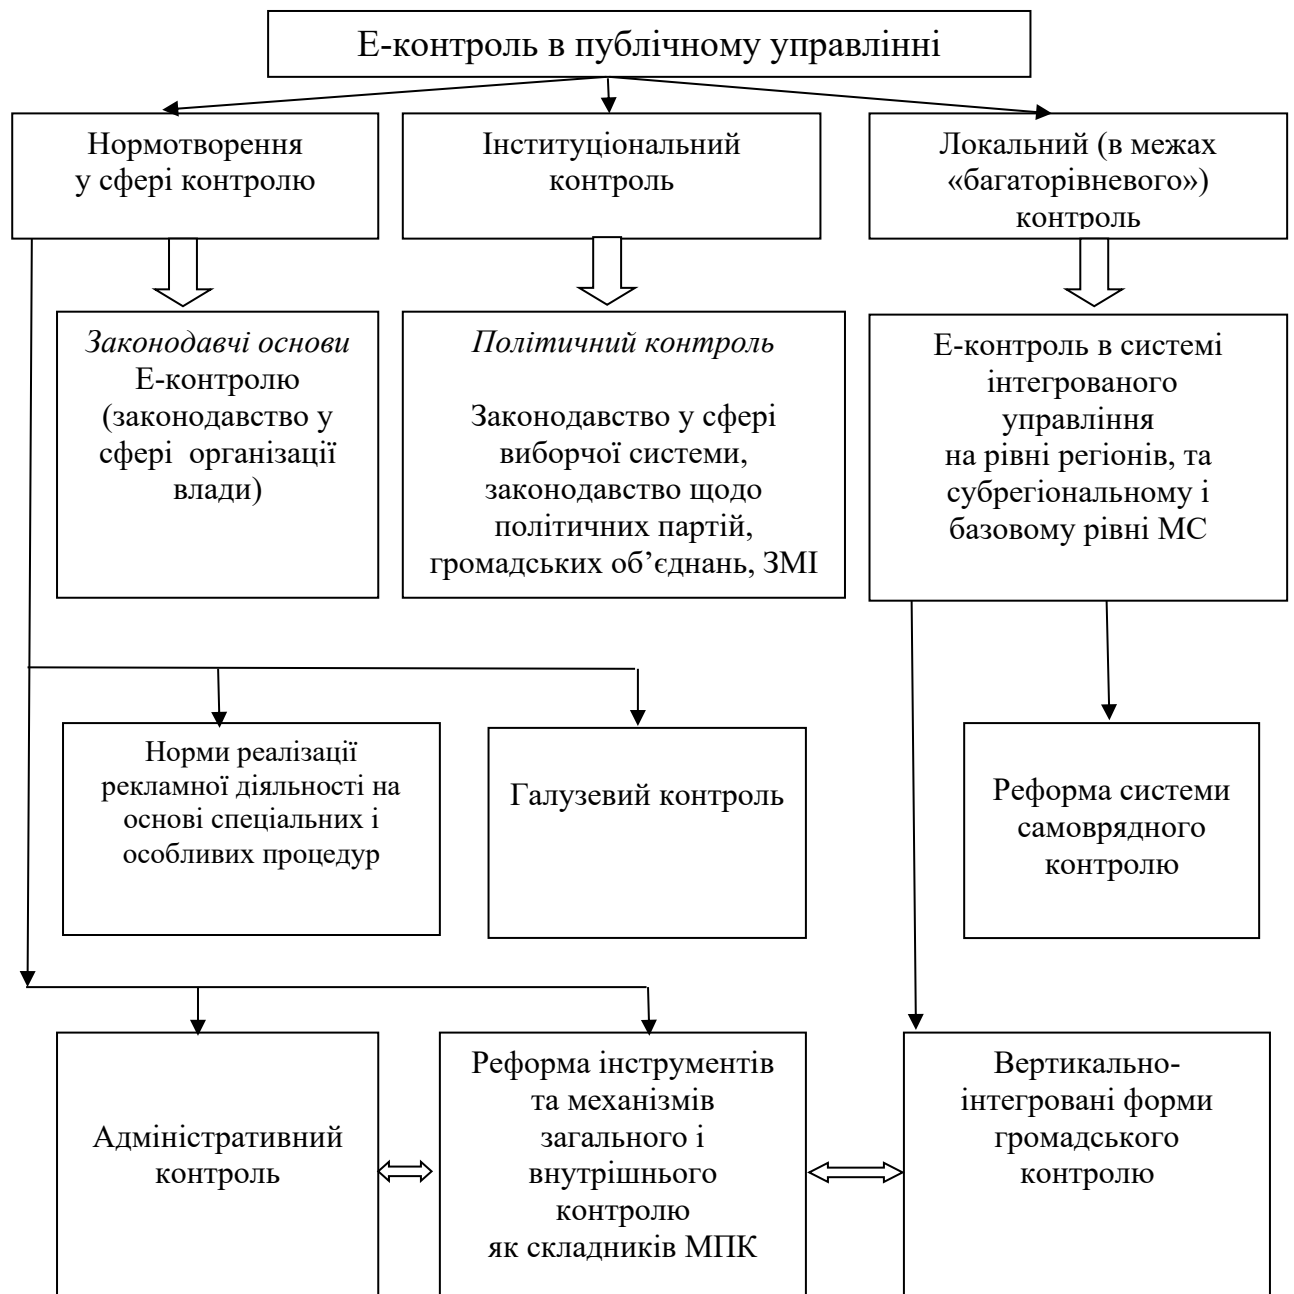 Е-контроль в публічному управлінні
Нормотворення
у сфері контролю
Інституціональний
контроль
Локальний (в межах
«багаторівневого»)
контроль
Законодавчі основи
Е-контролю
(законодавство у
сфері організації
влади)
Політичний контроль
Законодавство у сфері
виборчої системи,
законодавство щодо
політичних партій,
громадських об’єднань, ЗМІ
Е-контроль в системі
інтегрованого
управління
на рівні регіонів, та
субрегіональному і
базовому рівні МС
Норми реалізації
рекламної діяльності на
основі спеціальних і
особливих процедур
Галузевий контроль
Реформа системи
самоврядного
контролю
Адміністративний
контроль
Реформа інструментів
та механізмів
загального і
внутрішнього
контролю
як складників МПК
Вертикально-
інтегровані форми
громадського
контролю